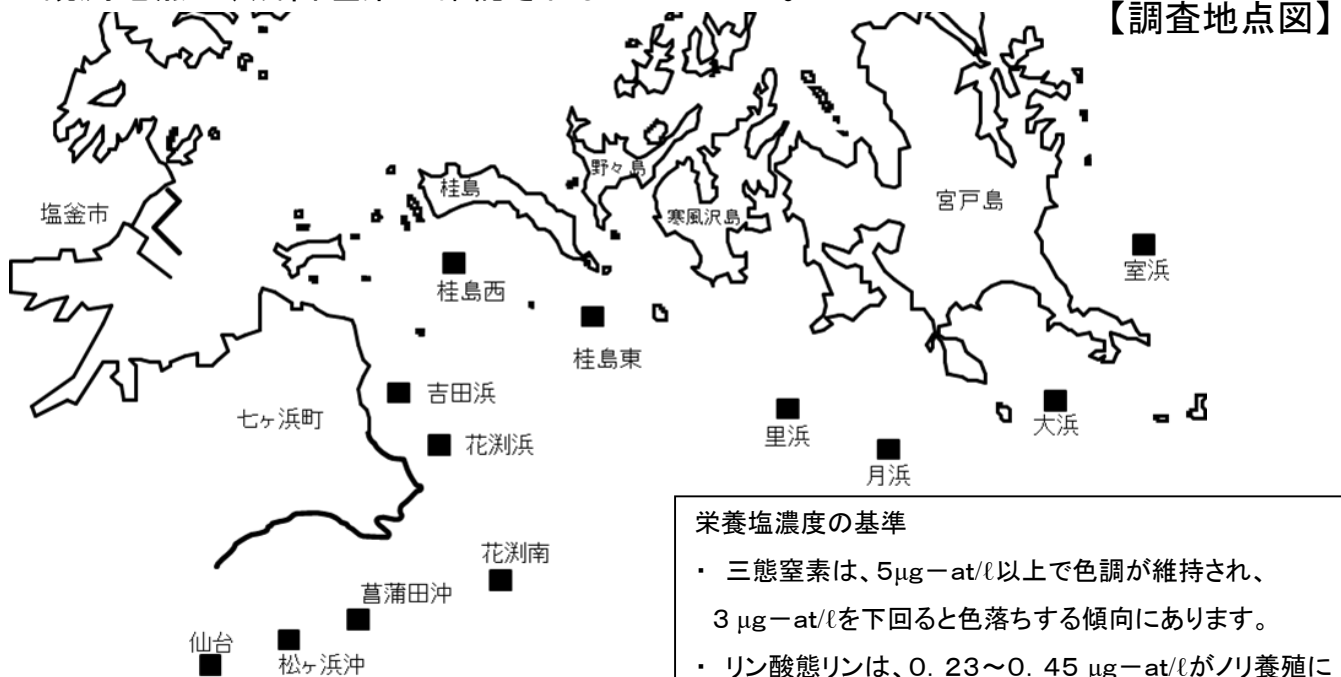 【調査地点図】
野々島
桂島
塩釜市
寒風沢島
宮戸島
室浜
桂島西
桂島東
吉田浜
七ヶ浜町
花渕浜
里浜
大浜
月浜
花渕南
菖蒲田沖
仙台
松ヶ浜沖
栄養塩濃度の基準
・ 三態窒素は、5μg－at/ℓ以上で色調が維持され、
3 μg－at/ℓを下回ると色落ちする傾向にあります。
・ リン酸態リンは、0．23～0．45 μg－at/ℓがノリ養殖に